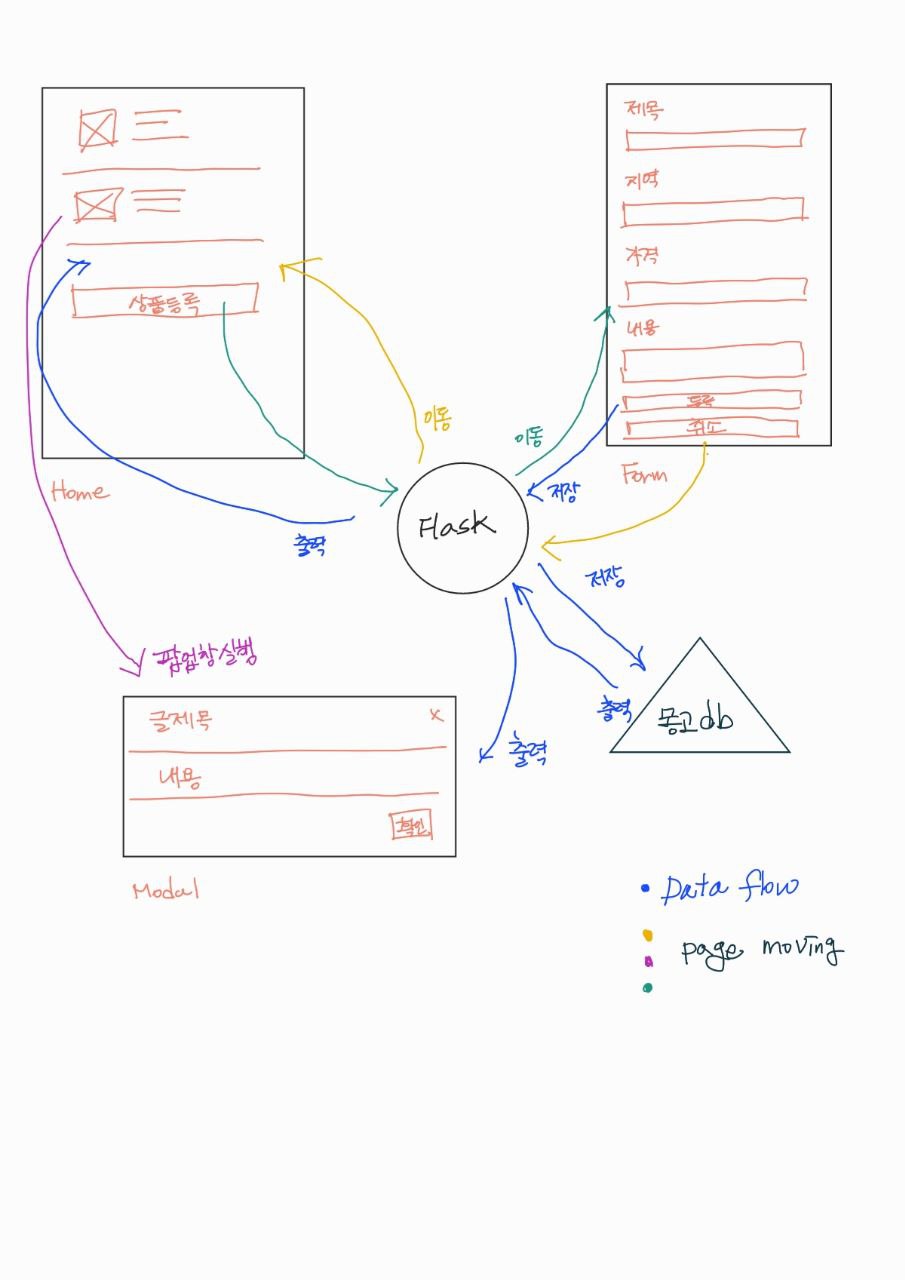 상품등록
Home
제목
지역
가격
내용
등록
취소
Form
이동
이동
저장
Flask
출력
저장
출력
몽고db
출력
팝업창실행
글제목 x
내용
확인
Modal
Data flow
page moving